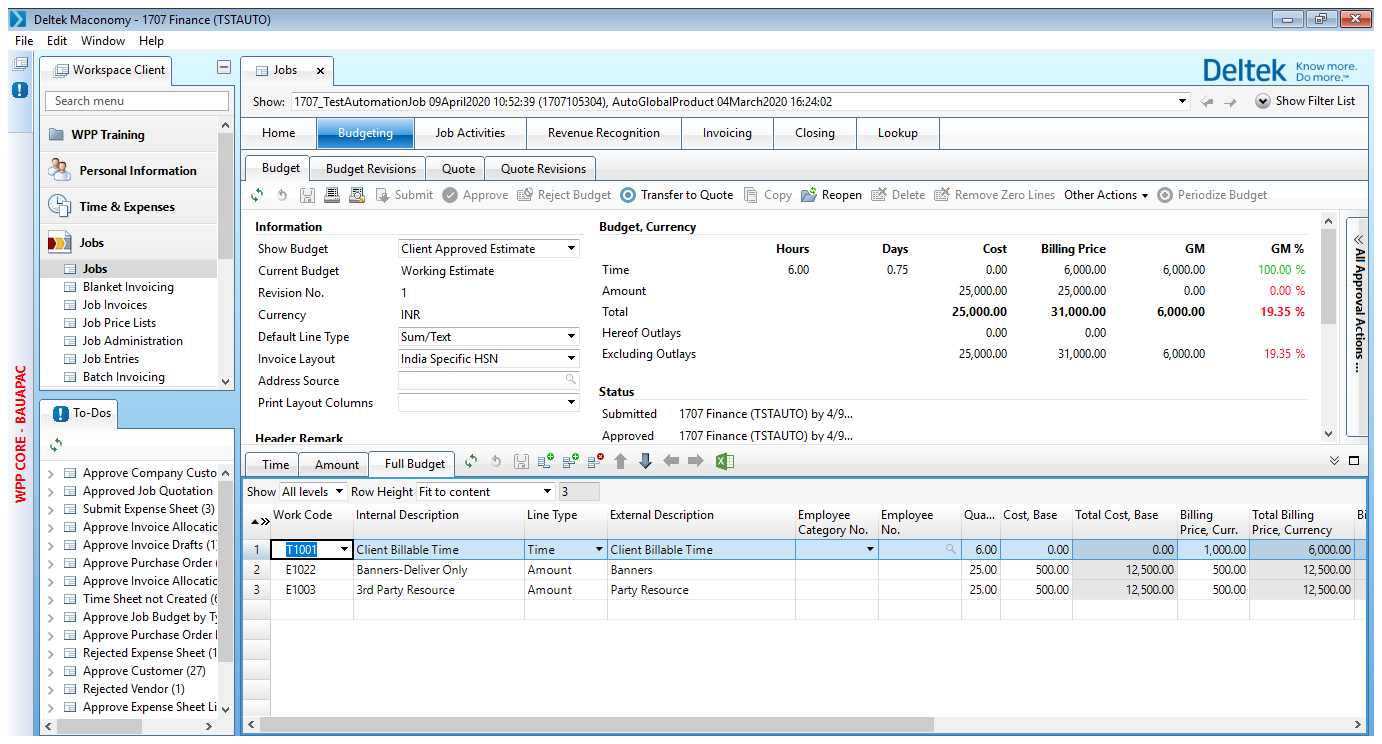 Deltek Maconomy - 1707 Finance (TSTAUTO)
File Edit Window Help
Workspace Client
Search menu
WPP Training
Personal Information
Time & Expenses
Jobs
Jobs
Blanket Invoicing
Job Invoices
Job Price Lists
Job Administration
Job Entries
Batch Invoicing
WPP CORE - BAUAPAC
To-Dos
Approve Company Custo
Approved Job Quotation
Submit Expense Sheet (3)
Approve Invoice Allocatic
Approve Invoice Drafts (1
Approve Purchase Order (
Approve Invoice Allocatic
Time Sheet not Created (6
Approve Job Budget by Ty
Approve Purchase Order l
Rejected Expense Sheet (1
Approve Customer (27)
Rejected Vendor (1)
Approve Expense Sheet Li
Jobs
Deltek Know more. Do more.™
Show: 1707_TestAutomationJob 09April2020 10:52:39 (1707105304), AutoGlobalProduct 04March2020 16:24:02 Show Filter List
Home Budgeting Job Activities Revenue Recognition Invoicing Closing Lookup
Budget Budget Revisions Quote Quote Revisions
Submit Approve Reject Budget Transfer to Quote Copy Reopen Delete Remove Zero Lines Other Actions Periodize Budget
Information
Show Budget Client Approved Estimate
Current Budget Working Estimate
Revision No. 1
Currency INR
Default Line Type Sum/Text
Invoice Layout India Specific HSN
Address Source
Print Layout Columns
Header Remark
Budget, Currency
Hours Days Cost Billing Price GM GM %
Time 6.00 0.75 0.00 6,000.00 6,000.00 100.00 %
Amount 25,000.00 25,000.00 0.00 0.00 %
Total 25,000.00 31,000.00 6,000.00 19.35 %
Hereof Outlays 0.00 0.00
Excluding Outlays 25,000.00 31,000.00 6,000.00 19.35 %
Status
Submitted 1707 Finance (TSTAUTO) by 4/9...
Approved 1707 Finance (TSTAUTO) by 4/9...
All Approval Actions ...
Time Amount Full Budget
Show All levels Row Height Fit to content 3
Work Code Internal Description Line Type External Description Employee Category No. Employee No. Qua... Cost, Base Total Cost, Base Billing Price, Curr. Total Billing Price, Currency Bi
1 T1001 Client Billable Time Time Client Billable Time 6.00 0.00 0.00 1,000.00 6,000.00
2 E1022 Banners-Deliver Only Amount Banners 25.00 500.00 12,500.00 500.00 12,500.00
3 E1003 3rd Party Resource Amount Party Resource 25.00 500.00 12,500.00 500.00 12,500.00